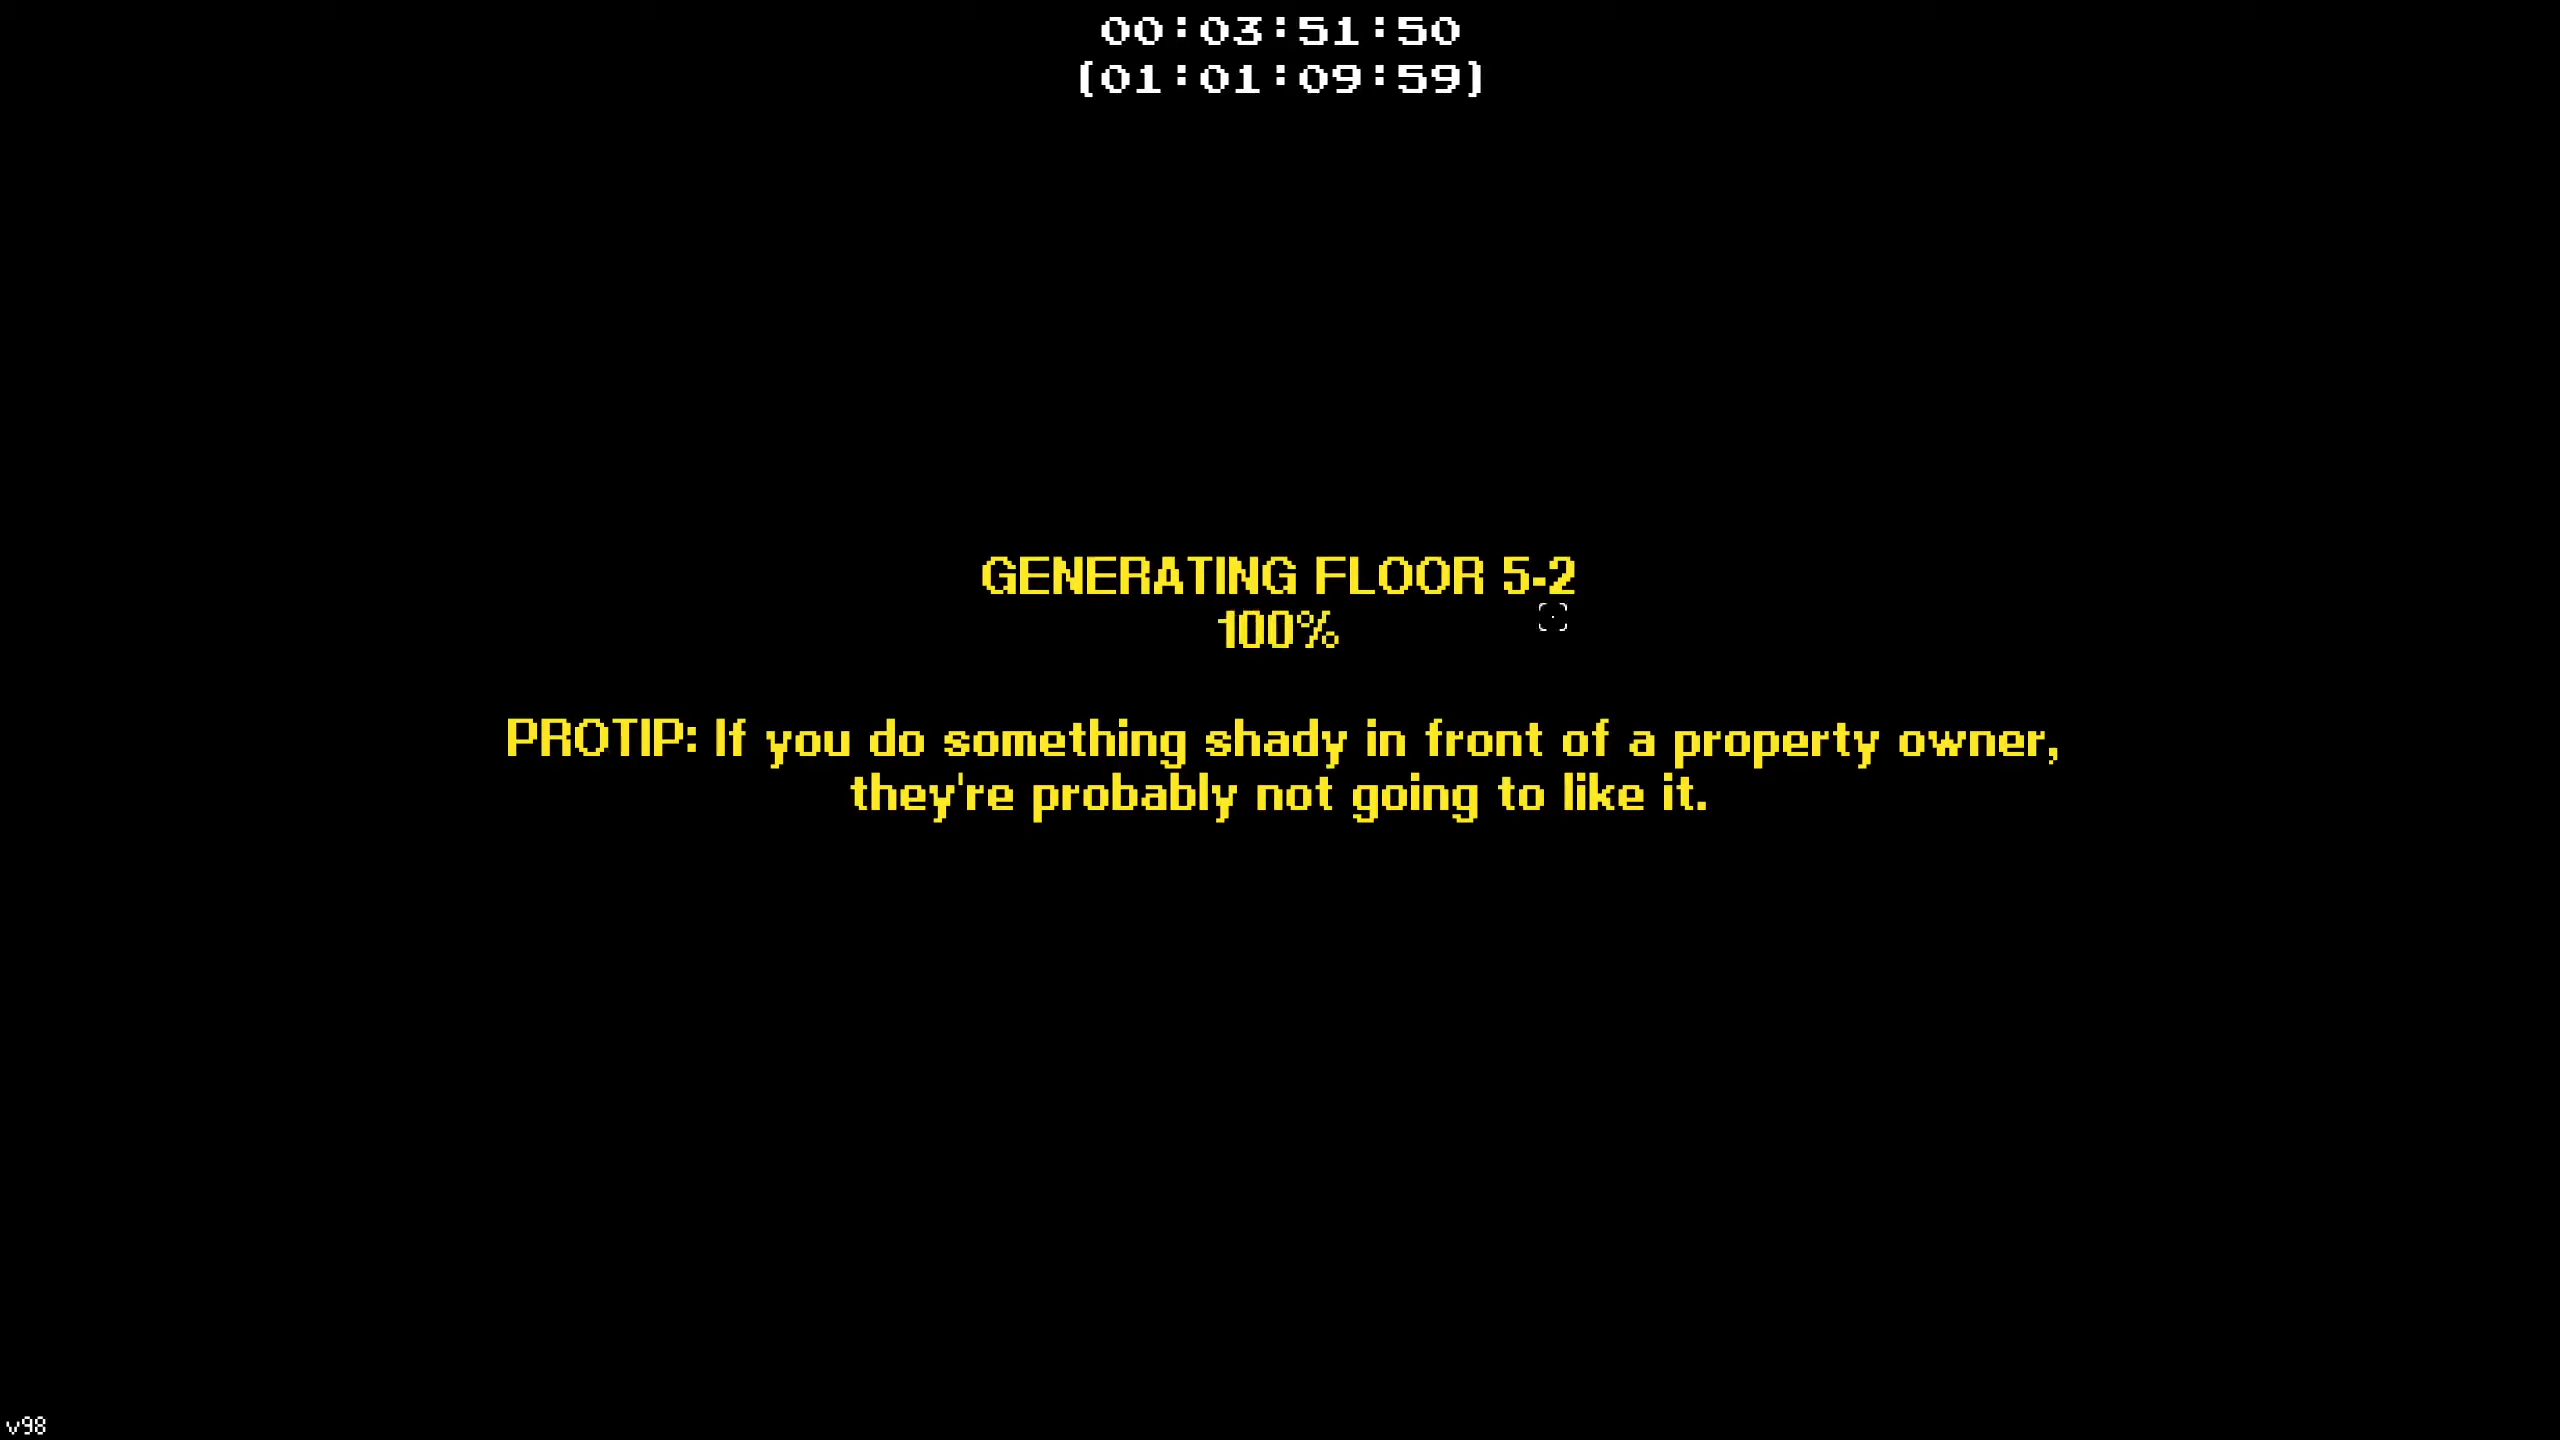 00:03:51:50
(01:01:09:59)
GENERATING FLOOR 5-2
100%
PROTIP: If you do something shady in front of a property owner,
they're probably not going to like it.
v98